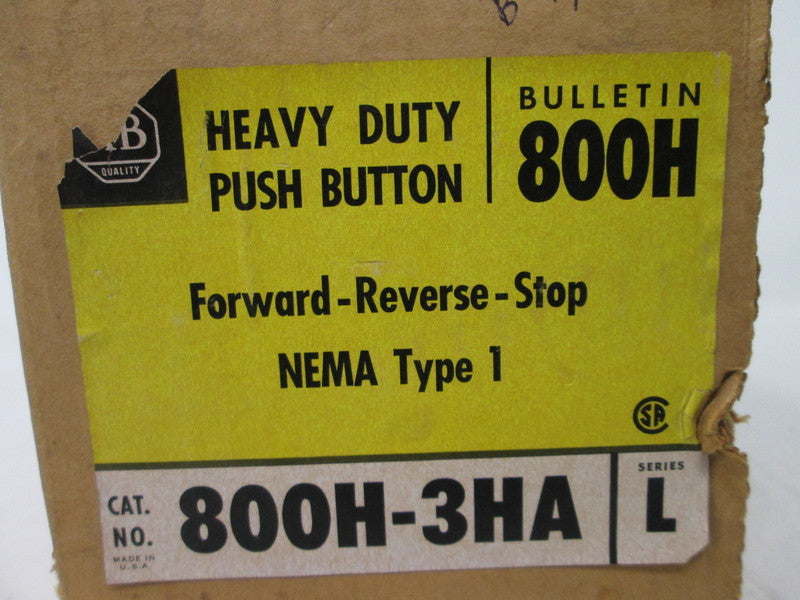 B
QUALITY
HEAVY DUTY
PUSH BUTTON
BULLETIN
800H
Forward-Reverse-Stop
NEMA Type 1
CSA
CAT.
NO.
800H-3HA
SERIES
L
MADE IN
U.S.A